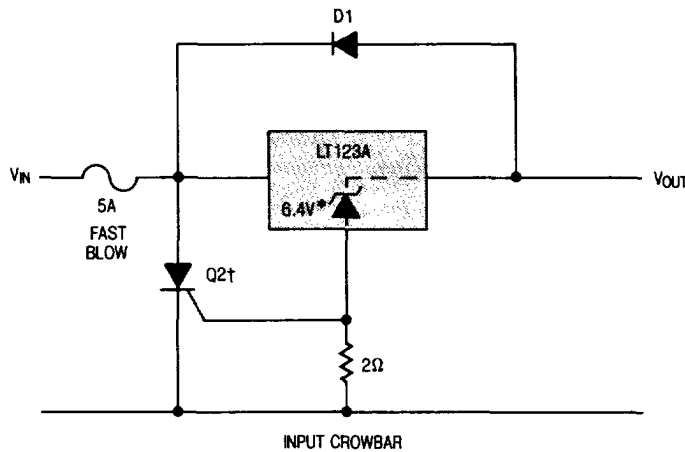 D1
LT123A
VIN
5A
FAST
BLOW
6.4V*
VOUT
Q2†
2Ω
INPUT CROWBAR